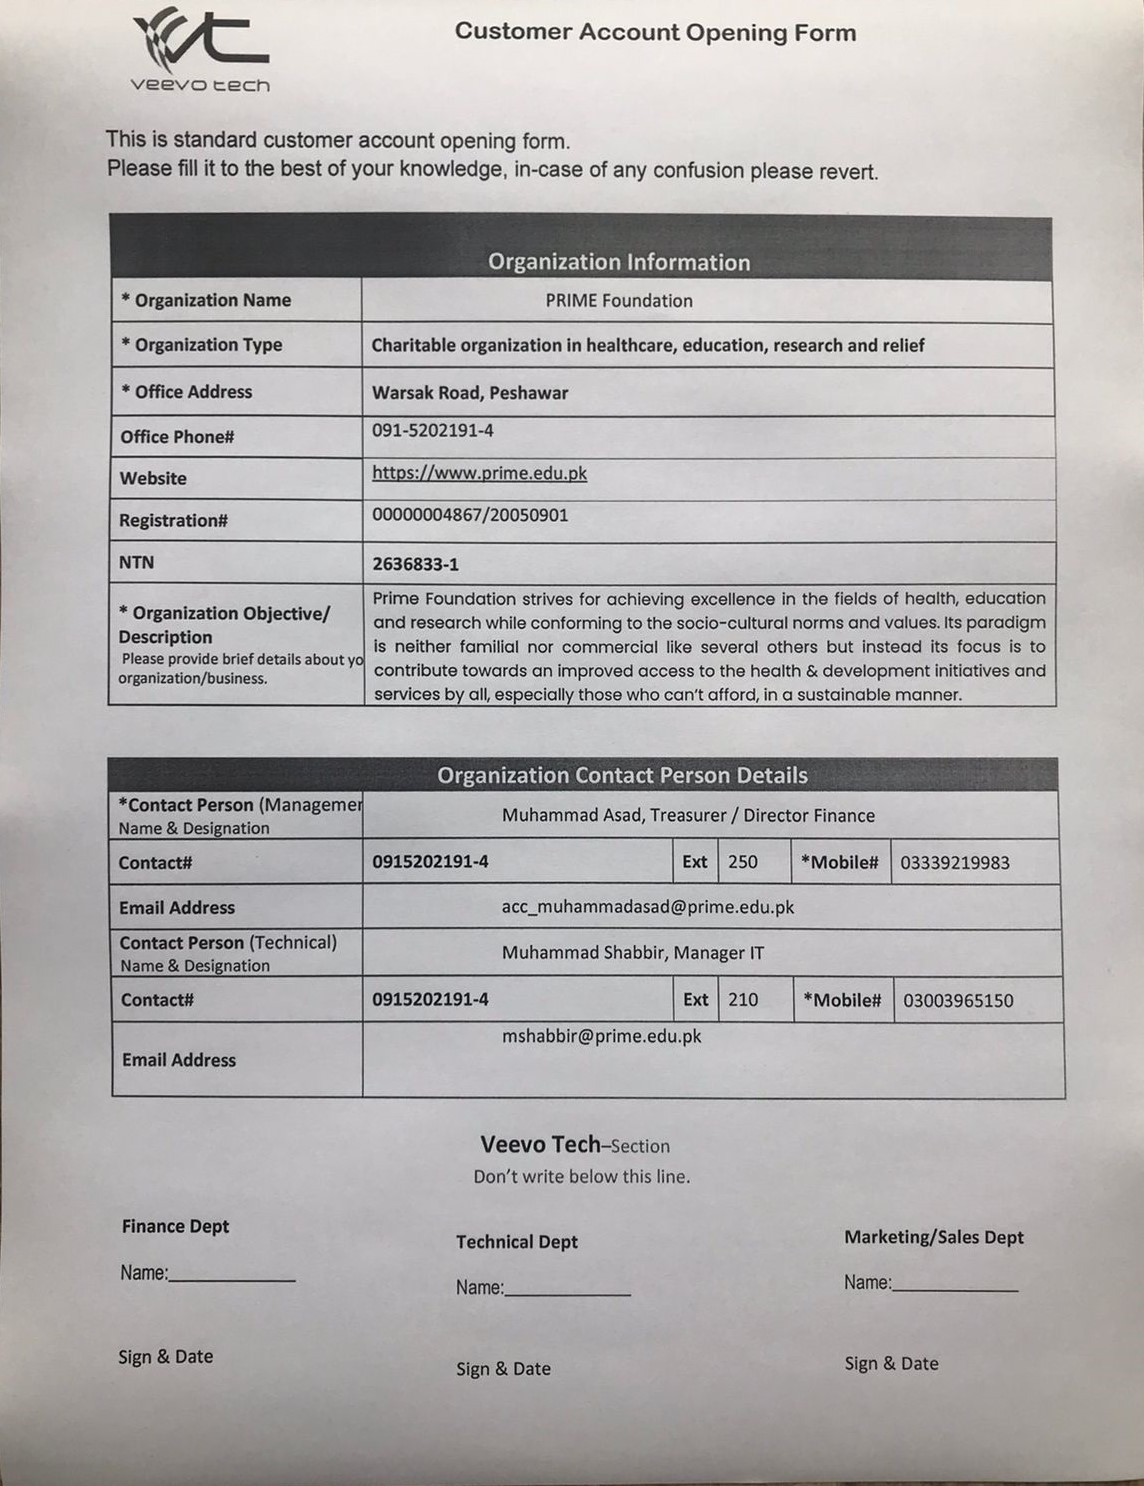 Customer Account Opening Form
veevo tech
This is standard customer account opening form.
Please fill it to the best of your knowledge, in-case of any confusion please revert.
Organization Information
* Organization Name PRIME Foundation
* Organization Type Charitable organization in healthcare, education, research and relief
* Office Address Warsak Road, Peshawar
Office Phone# 091-5202191-4
Website https://www.prime.edu.pk
Registration# 00000004867/20050901
NTN 2636833-1
* Organization Objective/
Description
Please provide brief details about yo
organization/business.
Prime Foundation strives for achieving excellence in the fields of health, education
and research while conforming to the socio-cultural norms and values. Its paradigm
is neither familial nor commercial like several others but instead its focus is to
contribute towards an improved access to the health & development initiatives and
services by all, especially those who can't afford, in a sustainable manner.
Organization Contact Person Details
*Contact Person (Managemer
Name & Designation
Muhammad Asad, Treasurer / Director Finance
Contact# 0915202191-4 Ext 250 *Mobile# 03339219983
Email Address acc_muhammadasad@prime.edu.pk
Contact Person (Technical)
Name & Designation
Muhammad Shabbir, Manager IT
Contact# 0915202191-4 Ext 210 *Mobile# 03003965150
Email Address mshabbir@prime.edu.pk
Veevo Tech–Section
Don't write below this line.
Finance Dept Technical Dept Marketing/Sales Dept
Name:____________ Name:____________ Name:____________
Sign & Date Sign & Date Sign & Date